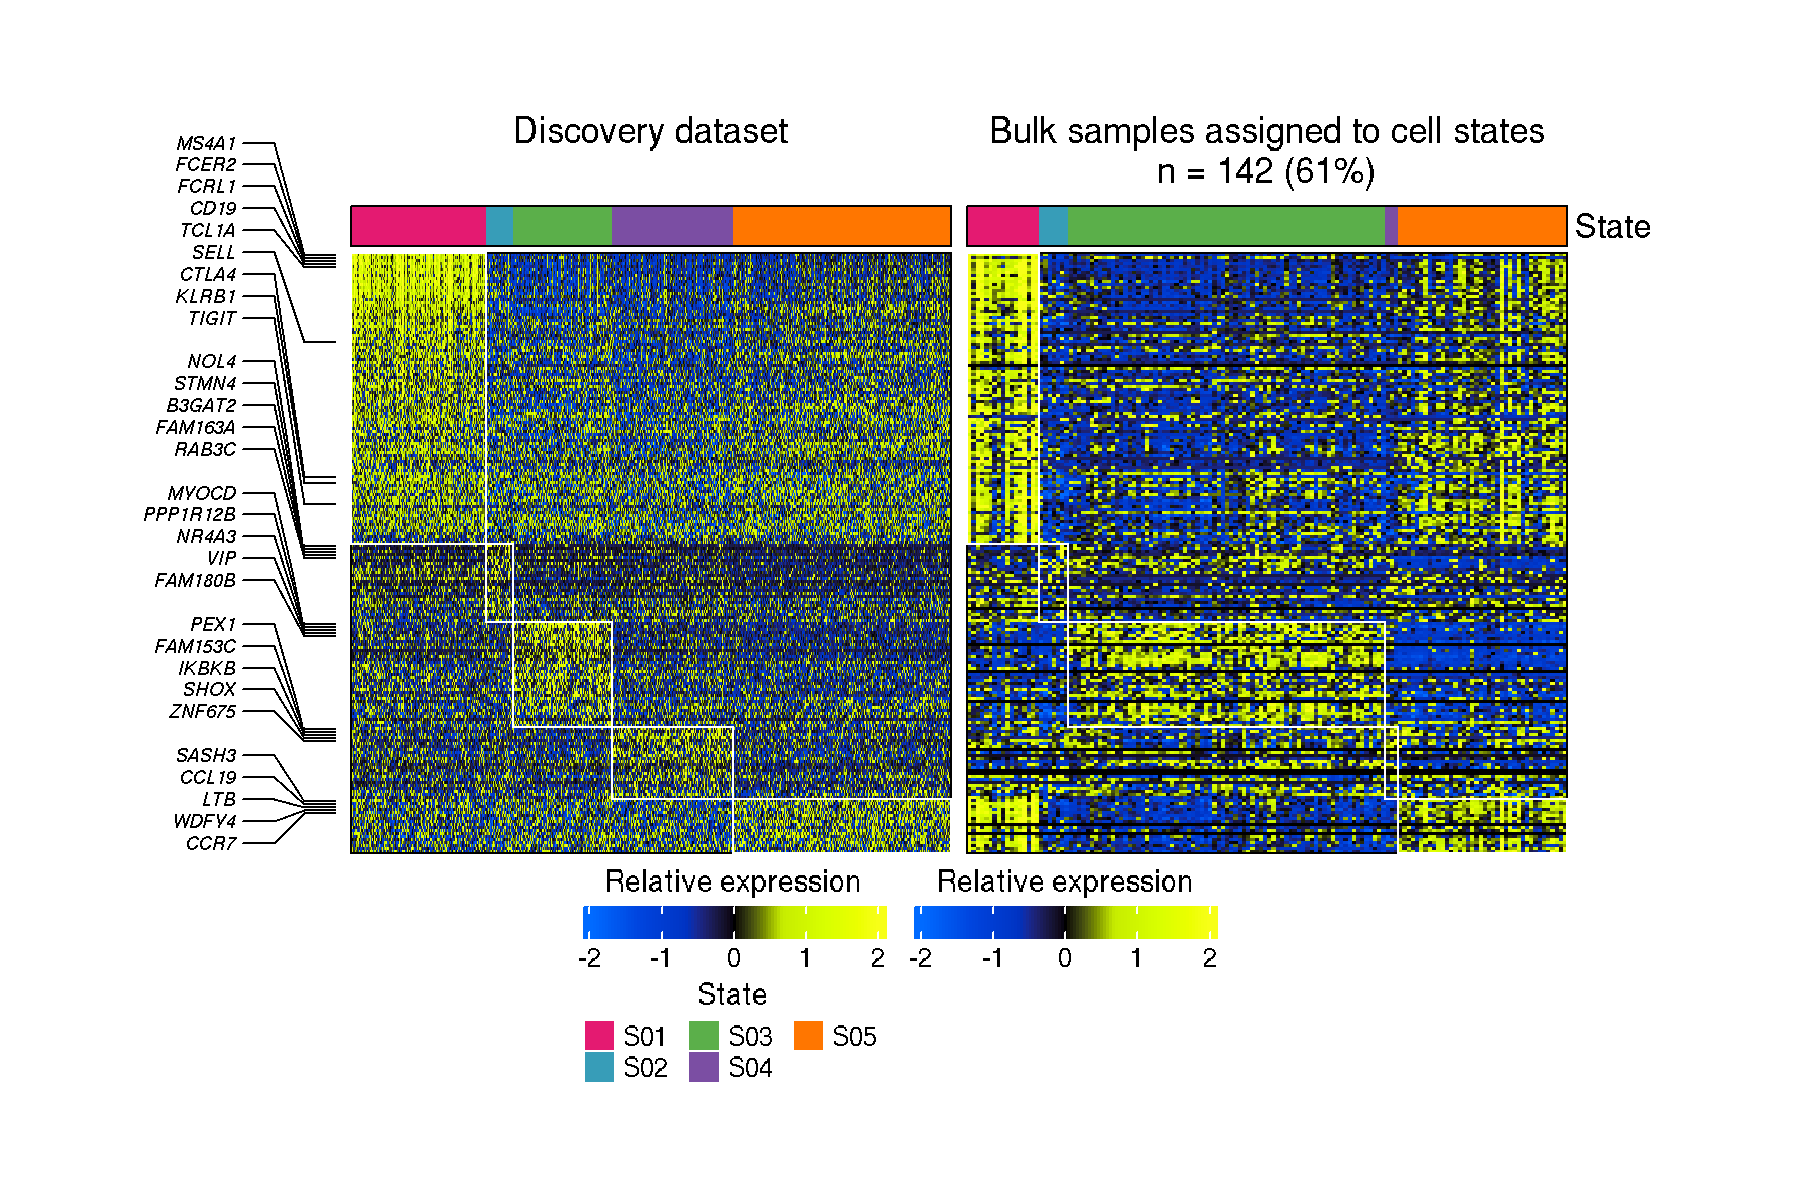 Discovery dataset
Bulk samples assigned to cell states
n = 142 (61%)
State
MS4A1
FCER2
FCRL1
CD19
TCL1A
SELL
CTLA4
KLRB1
TIGIT
NOL4
STMN4
B3GAT2
FAM163A
RAB3C
MYOCD
PPP1R12B
NR4A3
VIP
FAM180B
PEX1
FAM153C
IKBKB
SHOX
ZNF675
SASH3
CCL19
LTB
WDFY4
CCR7
Relative expression
-2 -1 0 1 2
Relative expression
-2 -1 0 1 2
State
S01 S03 S05
S02 S04